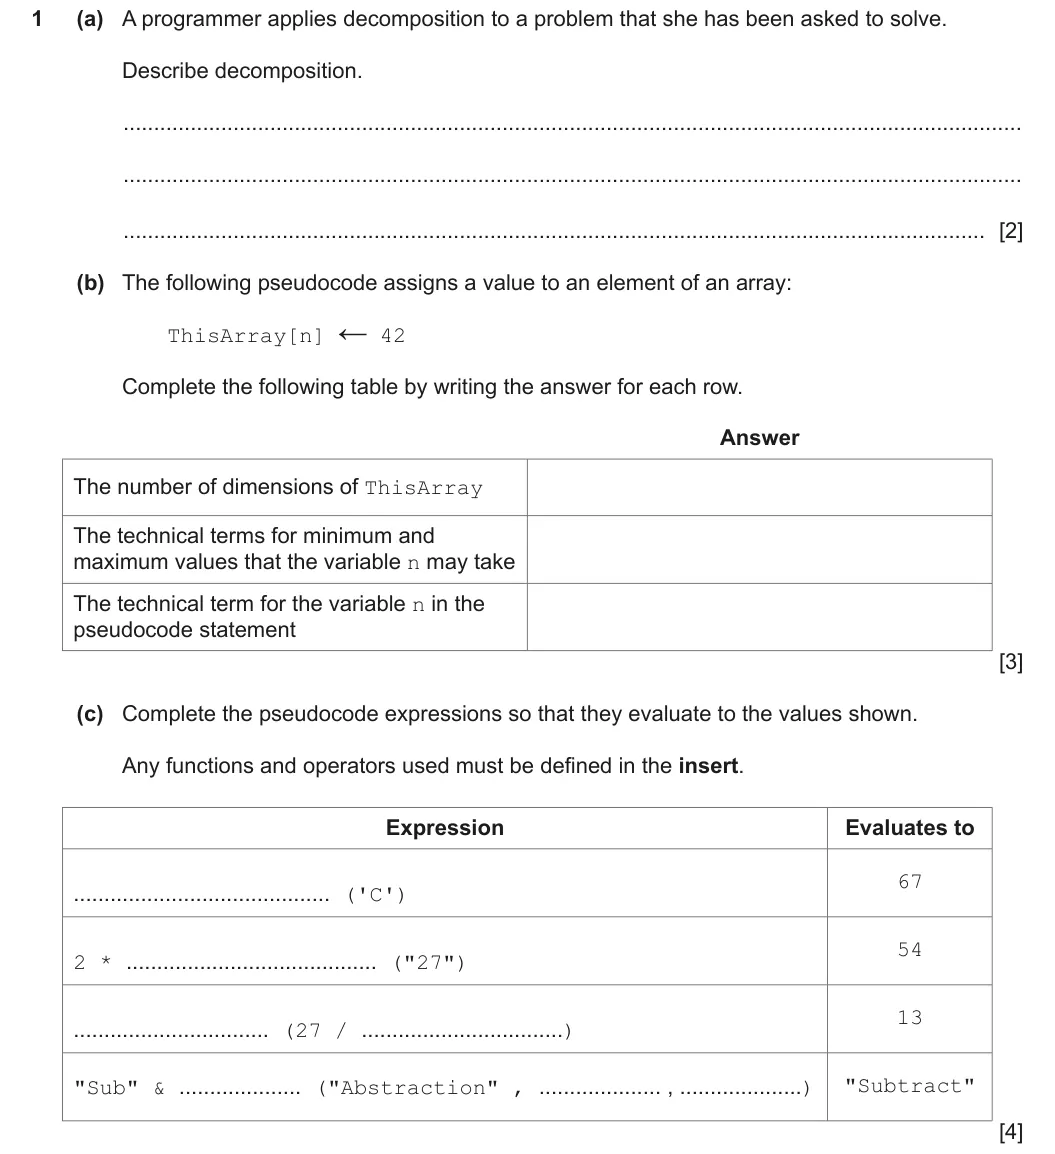 1 (a) A programmer applies decomposition to a problem that she has been asked to solve.
Describe decomposition.
..........................................................................................................................................
..........................................................................................................................................
..................................................................................................................................... [2]
(b) The following pseudocode assigns a value to an element of an array:
ThisArray[n] ← 42
Complete the following table by writing the answer for each row.
Answer
The number of dimensions of ThisArray
The technical terms for minimum and
maximum values that the variable n may take
The technical term for the variable n in the
pseudocode statement
[3]
(c) Complete the pseudocode expressions so that they evaluate to the values shown.
Any functions and operators used must be defined in the insert.
Expression Evaluates to
.......................................... ('C') 67
2 * ......................................... ("27") 54
................................ (27 / .................................) 13
"Sub" & .................... ("Abstraction" , .................... , ....................) "Subtract"
[4]